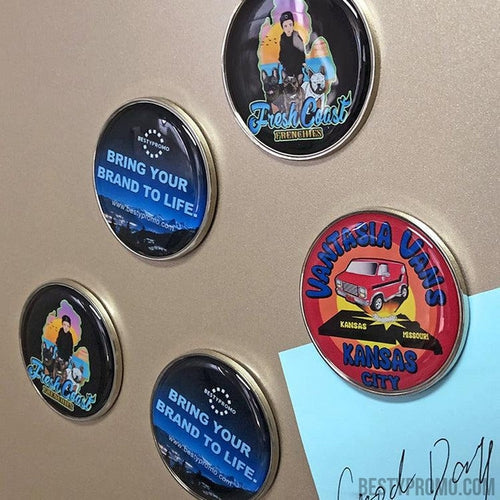 Fresh Coast
FRENCHIES
BESTYPROMO
BRING YOUR
BRAND TO LIFE.
www.bestypromo.com
VANTASIA VANS
KANSAS
MISSOURI
KANSAS
CITY
Fresh Coast
FRENCHIES
BESTYPROMO
BRING YOUR
BRAND TO LIFE.
www.bestypromo.com
Good
BESTYPROMO.COM